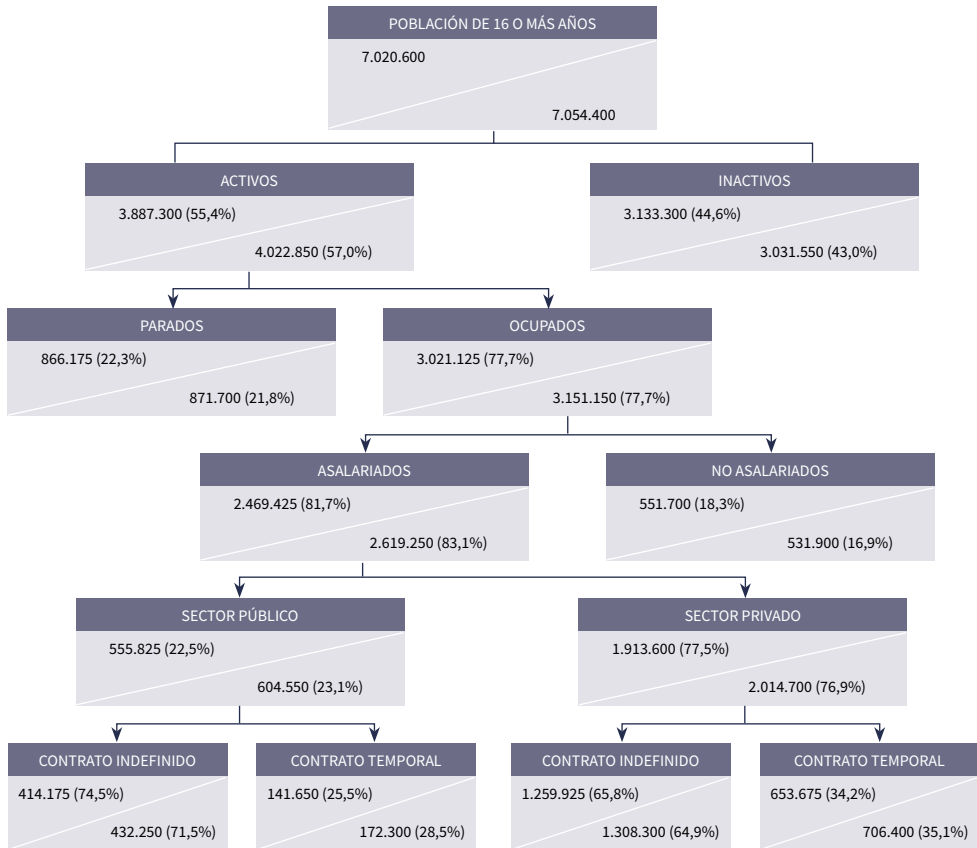 POBLACIÓN DE 16 O MÁS AÑOS
7.020.600
7.054.400
ACTIVOS
3.887.300 (55,4%)
4.022.850 (57,0%)
INACTIVOS
3.133.300 (44,6%)
3.031.550 (43,0%)
PARADOS
866.175 (22,3%)
871.700 (21,8%)
OCUPADOS
3.021.125 (77,7%)
3.151.150 (77,7%)
ASALARIADOS
2.469.425 (81,7%)
2.619.250 (83,1%)
NO ASALARIADOS
551.700 (18,3%)
531.900 (16,9%)
SECTOR PÚBLICO
555.825 (22,5%)
604.550 (23,1%)
SECTOR PRIVADO
1.913.600 (77,5%)
2.014.700 (76,9%)
CONTRATO INDEFINIDO
414.175 (74,5%)
432.250 (71,5%)
CONTRATO TEMPORAL
141.650 (25,5%)
172.300 (28,5%)
CONTRATO INDEFINIDO
1.259.925 (65,8%)
1.308.300 (64,9%)
CONTRATO TEMPORAL
653.675 (34,2%)
706.400 (35,1%)